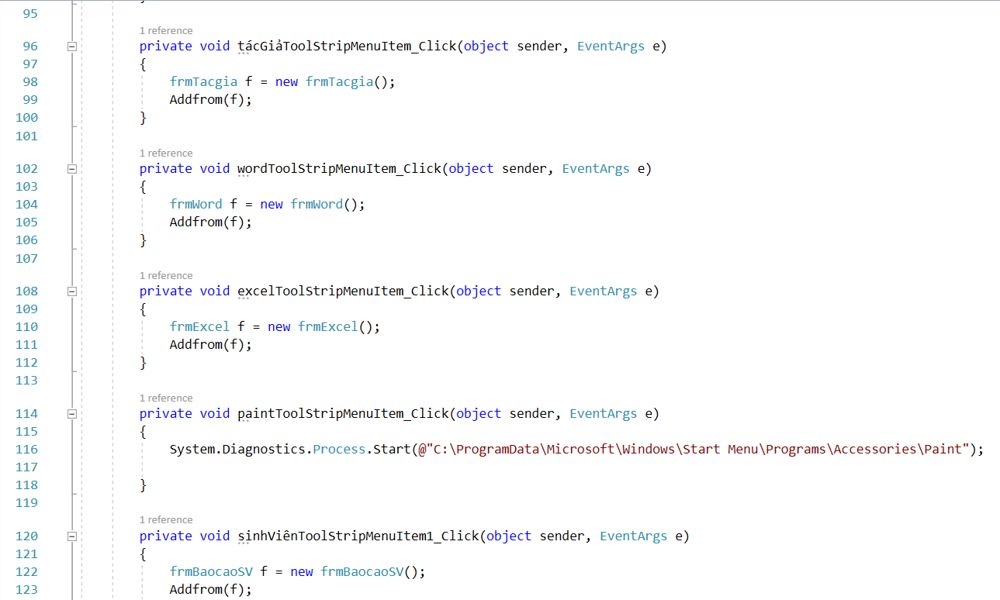 95
1 reference
96 private void tácGiảToolStripMenuItem_Click(object sender, EventArgs e)
97 {
98 frmTacgia f = new frmTacgia();
99 Addfrom(f);
100 }
101
1 reference
102 private void wordToolStripMenuItem_Click(object sender, EventArgs e)
103 {
104 frmWord f = new frmWord();
105 Addfrom(f);
106 }
107
1 reference
108 private void excelToolStripMenuItem_Click(object sender, EventArgs e)
109 {
110 frmExcel f = new frmExcel();
111 Addfrom(f);
112 }
113
1 reference
114 private void paintToolStripMenuItem_Click(object sender, EventArgs e)
115 {
116 System.Diagnostics.Process.Start(@"C:\ProgramData\Microsoft\Windows\Start Menu\Programs\Accessories\Paint");
117
118 }
119
1 reference
120 private void sinhViênToolStripMenuItem1_Click(object sender, EventArgs e)
121 {
122 frmBaocaoSV f = new frmBaocaoSV();
123 Addfrom(f);